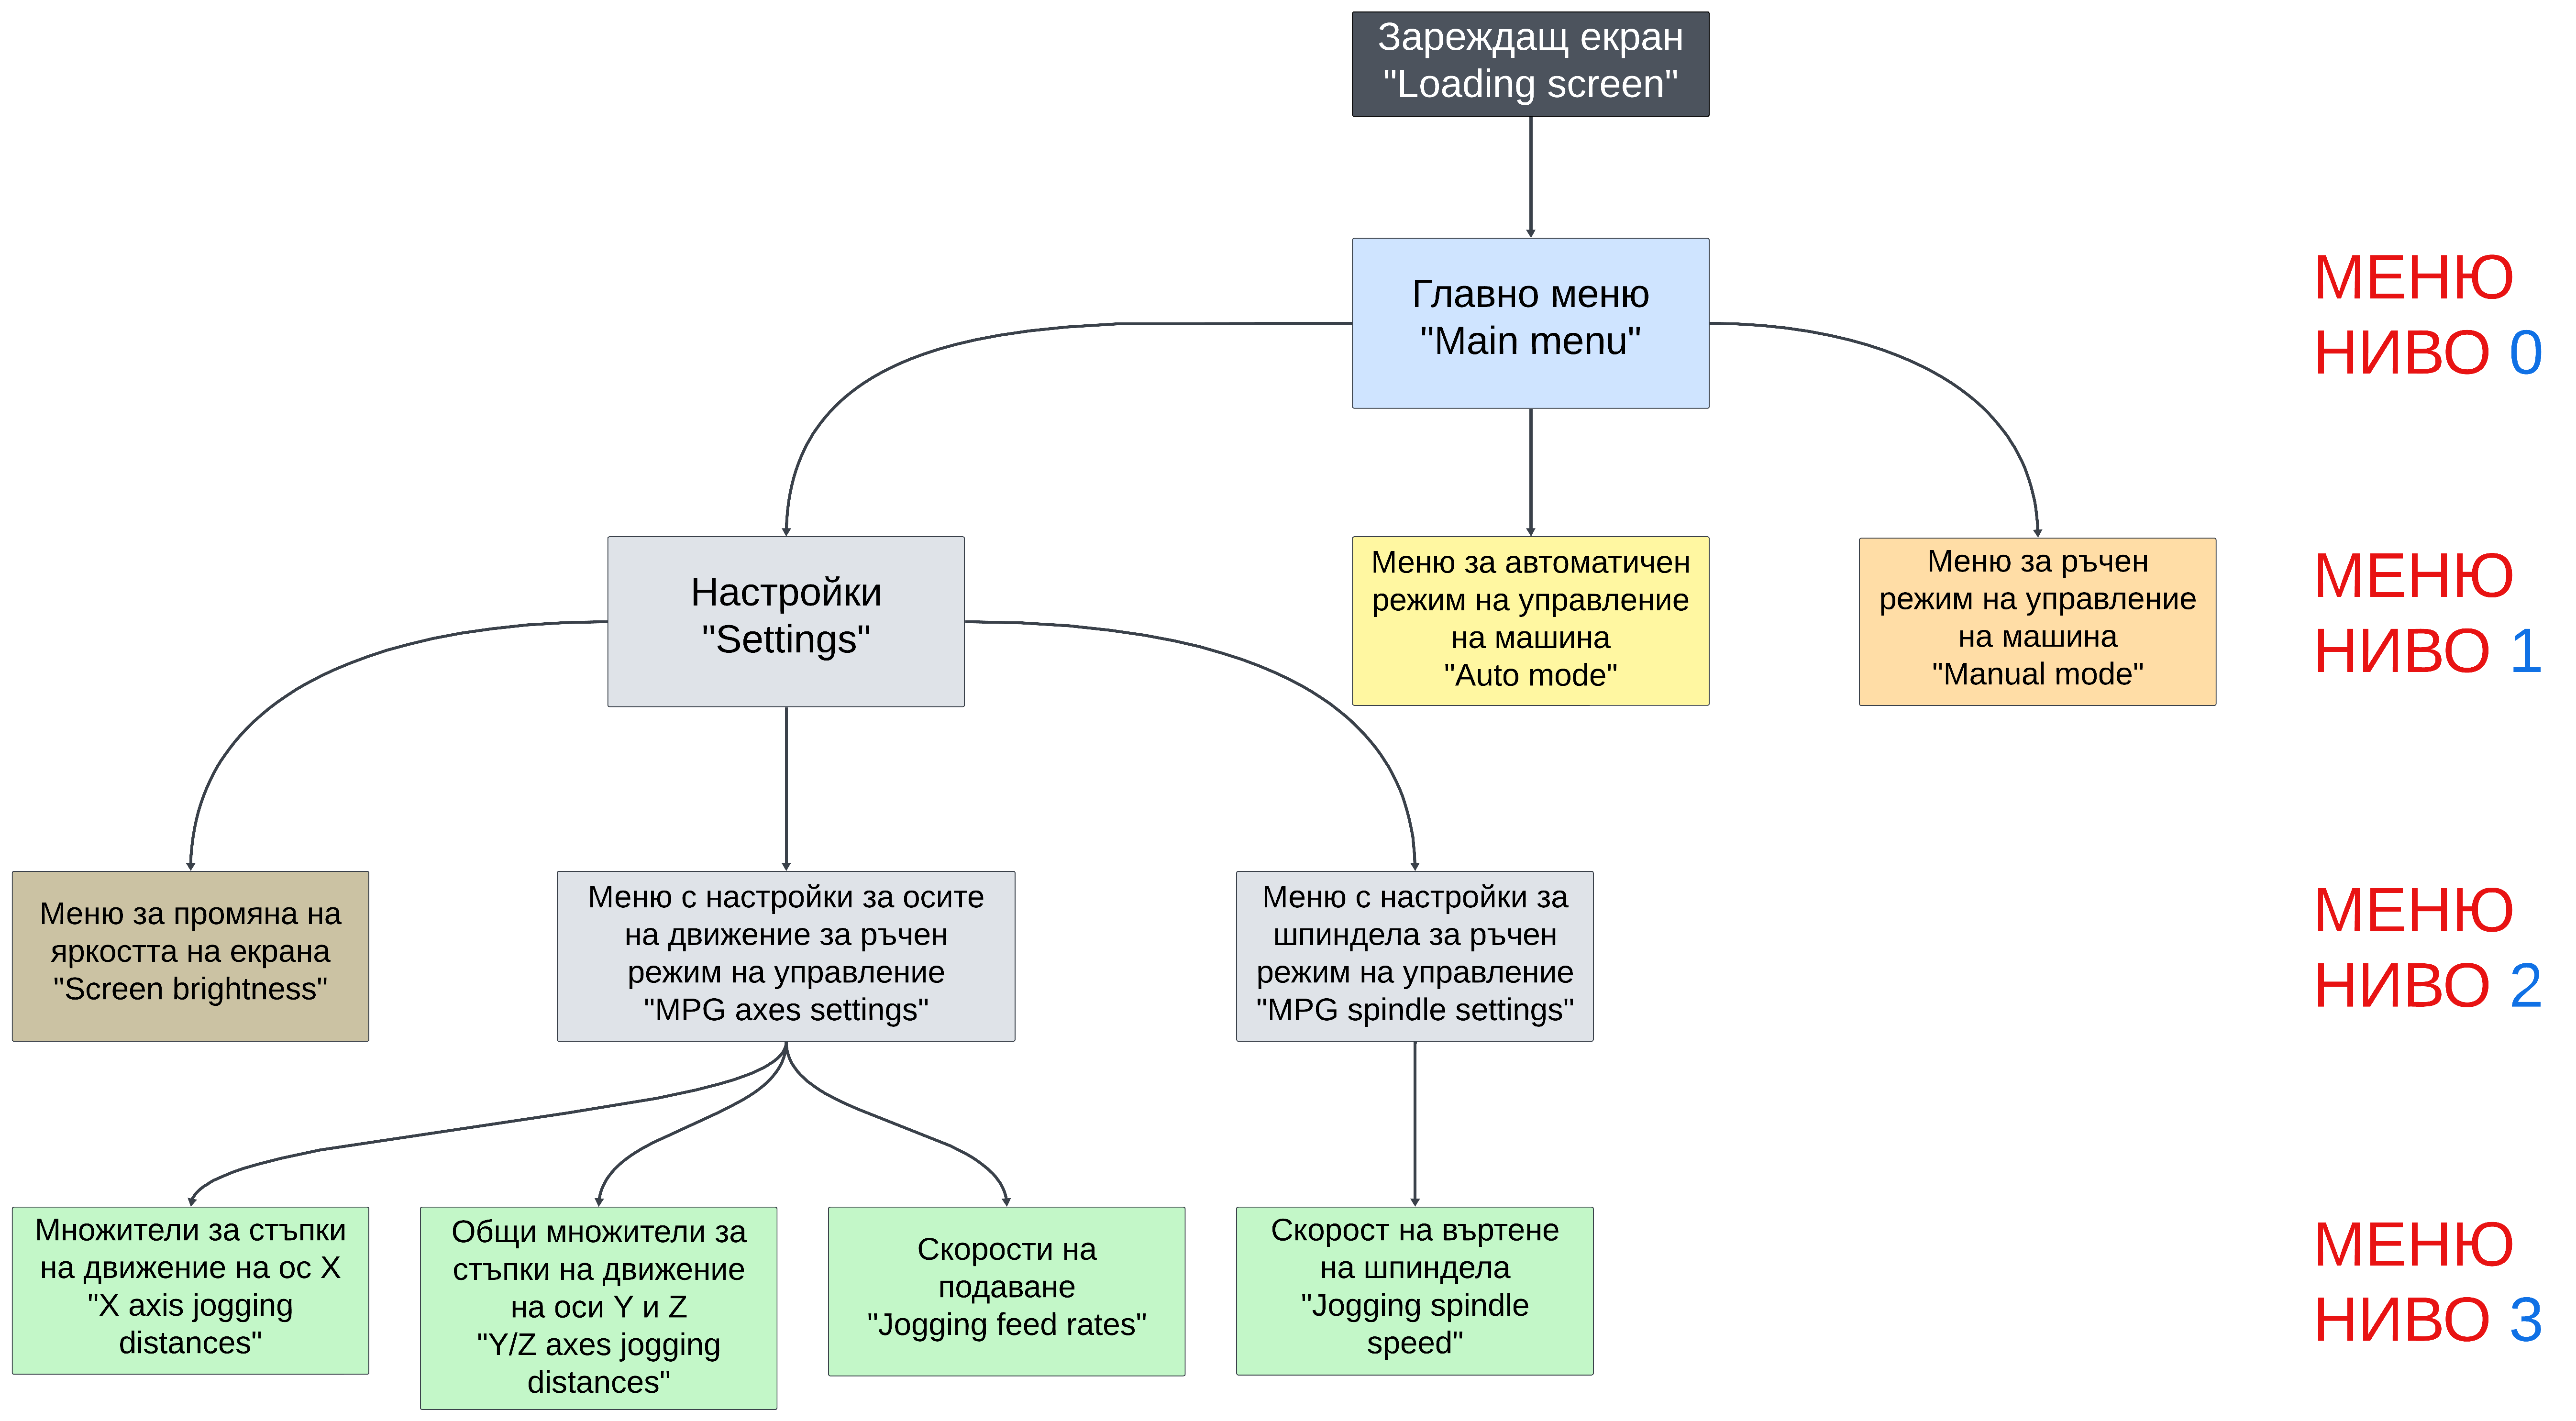 Зареждащ екран
"Loading screen"
Главно меню
"Main menu"
МЕНЮ
НИВО 0
Настройки
"Settings"
Меню за автоматичен
режим на управление
на машина
"Auto mode"
Меню за ръчен
режим на управление
на машина
"Manual mode"
МЕНЮ
НИВО 1
Меню за промяна на
яркостта на екрана
"Screen brightness"
Меню с настройки за осите
на движение за ръчен
режим на управление
"MPG axes settings"
Меню с настройки за
шпиндела за ръчен
режим на управление
"MPG spindle settings"
МЕНЮ
НИВО 2
Множители за стъпки
на движение на ос X
"X axis jogging
distances"
Общи множители за
стъпки на движение
на оси Y и Z
"Y/Z axes jogging
distances"
Скорости на
подаване
"Jogging feed rates"
Скорост на въртене
на шпиндела
"Jogging spindle
speed"
МЕНЮ
НИВО 3